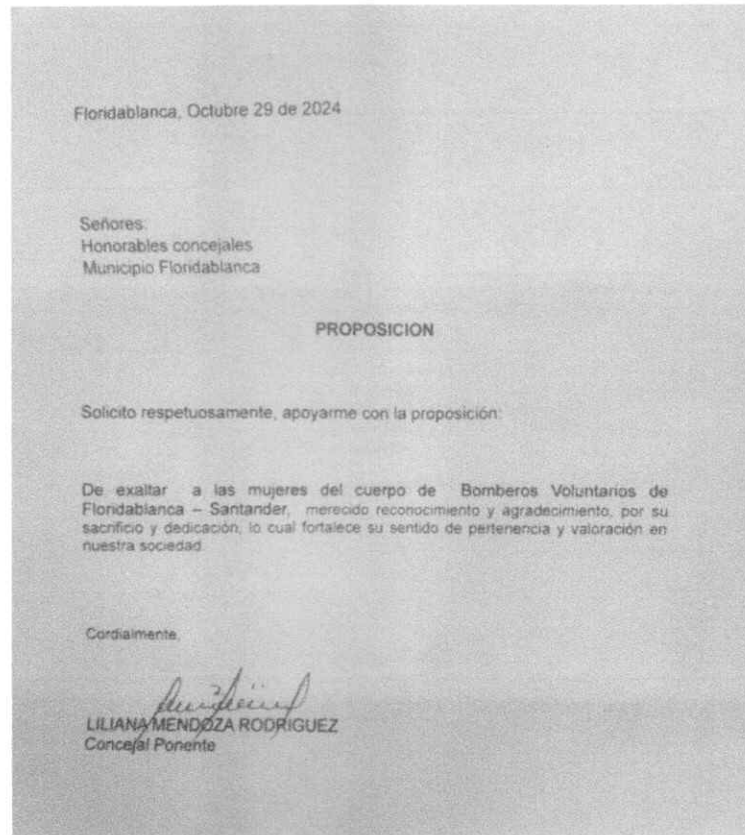 Floridablanca, Octubre 29 de 2024
Señores:
Honorables concejales
Municipio Floridablanca
PROPOSICION
Solicito respetuosamente, apoyarme con la proposición:
De exaltar a las mujeres del cuerpo de Bomberos Voluntarios de
Floridablanca – Santander, merecido reconocimiento y agradecimiento, por su
sacrificio y dedicación, lo cual fortalece su sentido de pertenencia y valoración en
nuestra sociedad.
Cordialmente,
LILIANA MENDOZA RODRIGUEZ
Concejal Ponente